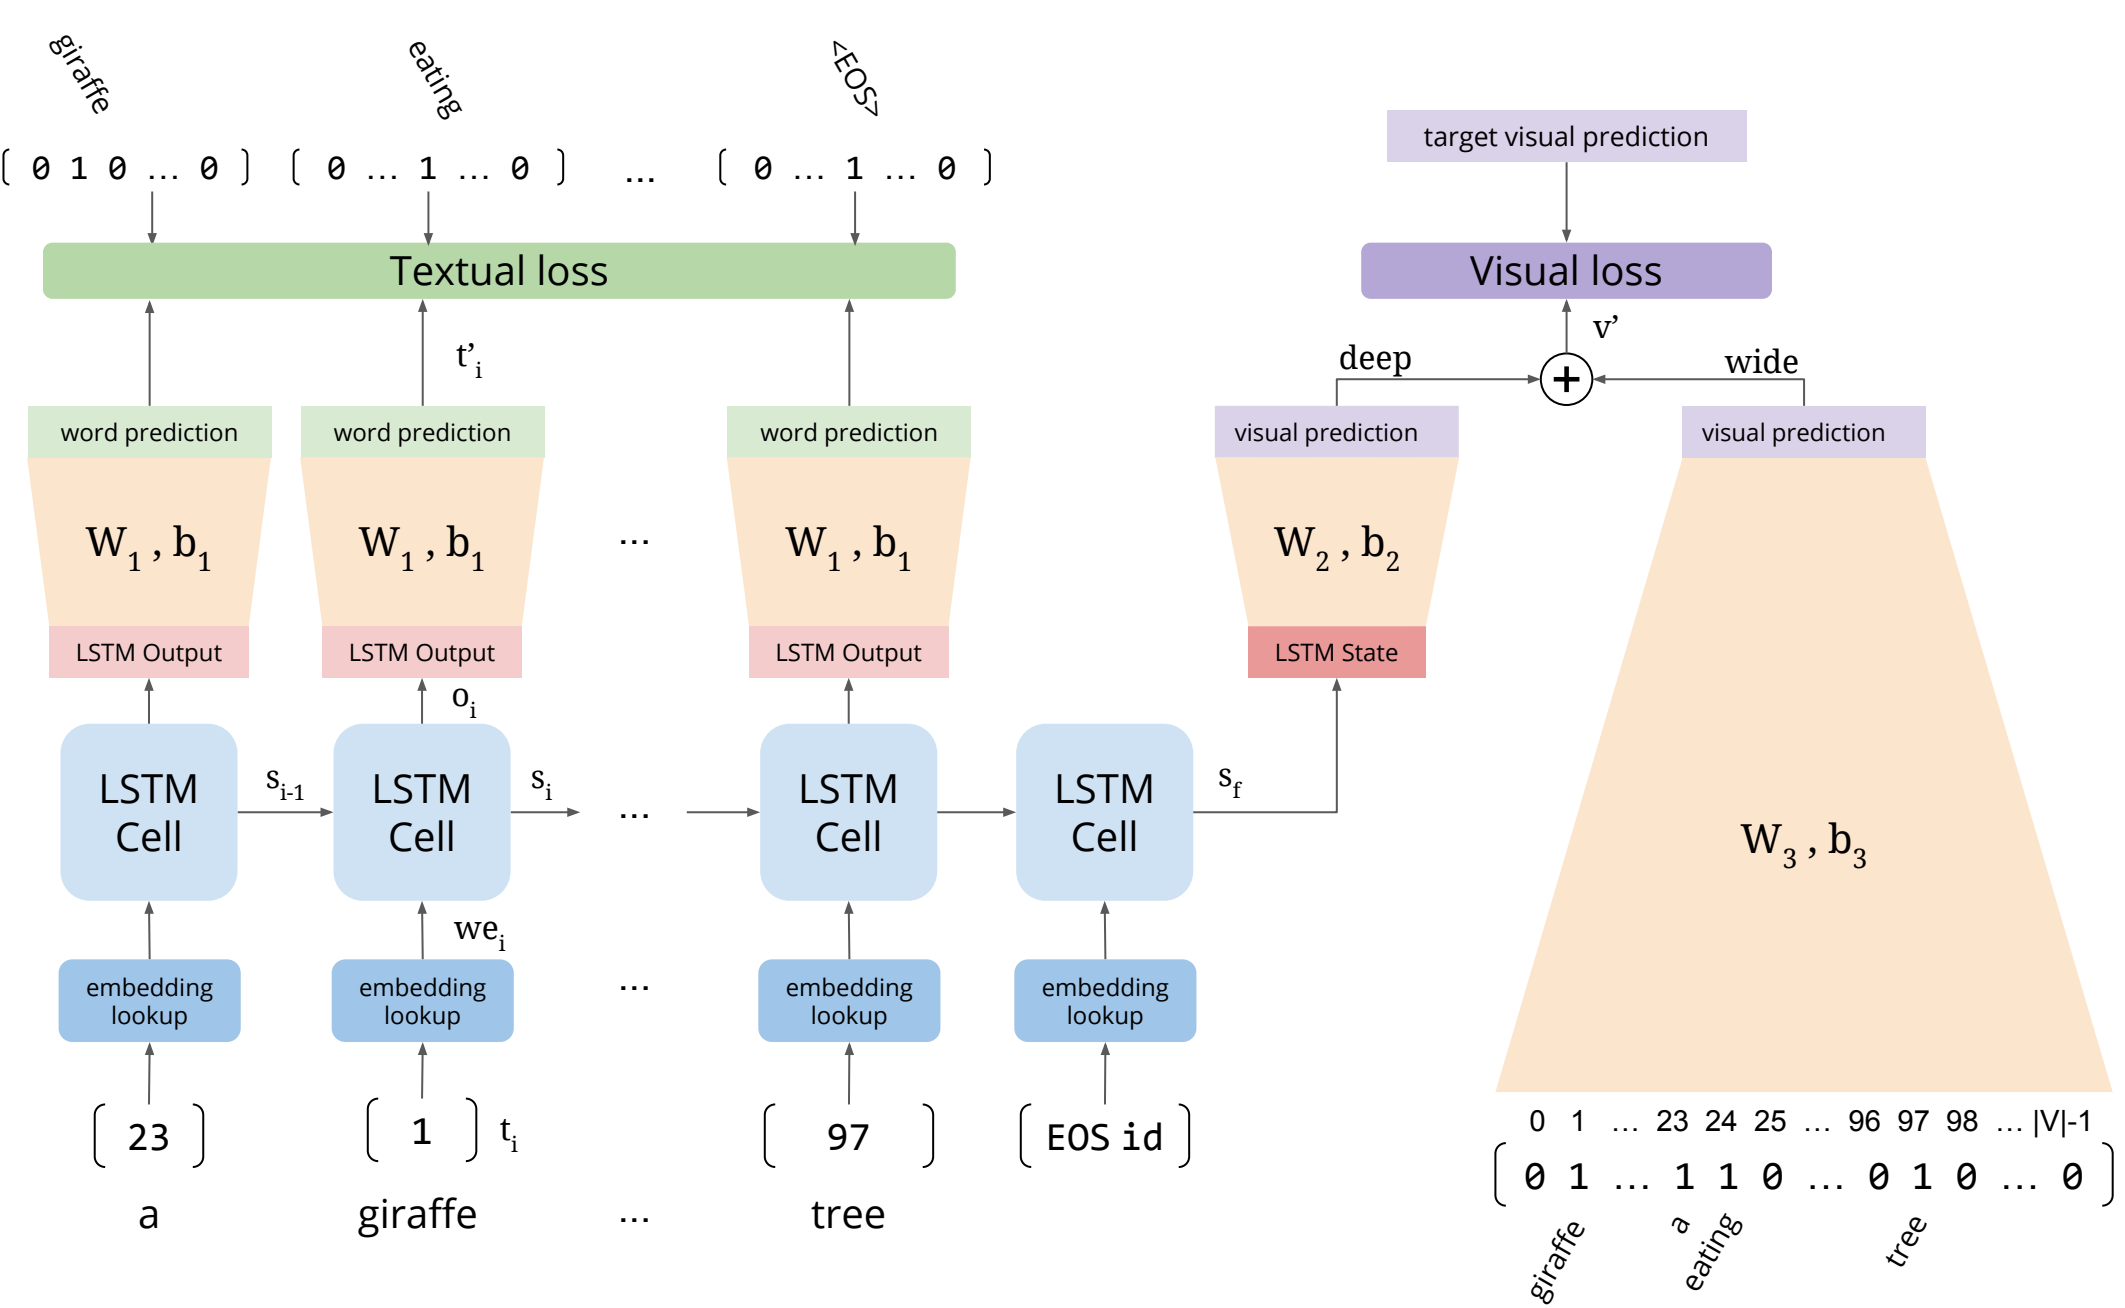 giraffe eating <EOS>
[ 0 1 0 ... 0 ] [ 0 ... 1 ... 0 ] ... [ 0 ... 1 ... 0 ]
target visual prediction
Textual loss
Visual loss
t’i
v’
deep
wide
word prediction word prediction word prediction visual prediction visual prediction
W1 , b1 W1 , b1 ... W1 , b1 W2 , b2
LSTM Output LSTM Output LSTM Output LSTM State
oi
si-1 si sf
LSTM Cell LSTM Cell ... LSTM Cell LSTM Cell
W3 , b3
wei
embedding lookup embedding lookup ... embedding lookup embedding lookup
[ 23 ] [ 1 ] ti [ 97 ] [ EOS id ]
a giraffe ... tree
0 1 ... 23 24 25 ... 96 97 98 ... |V|-1
[ 0 1 ... 1 1 0 ... 0 1 0 ... 0 ]
giraffe a eating tree